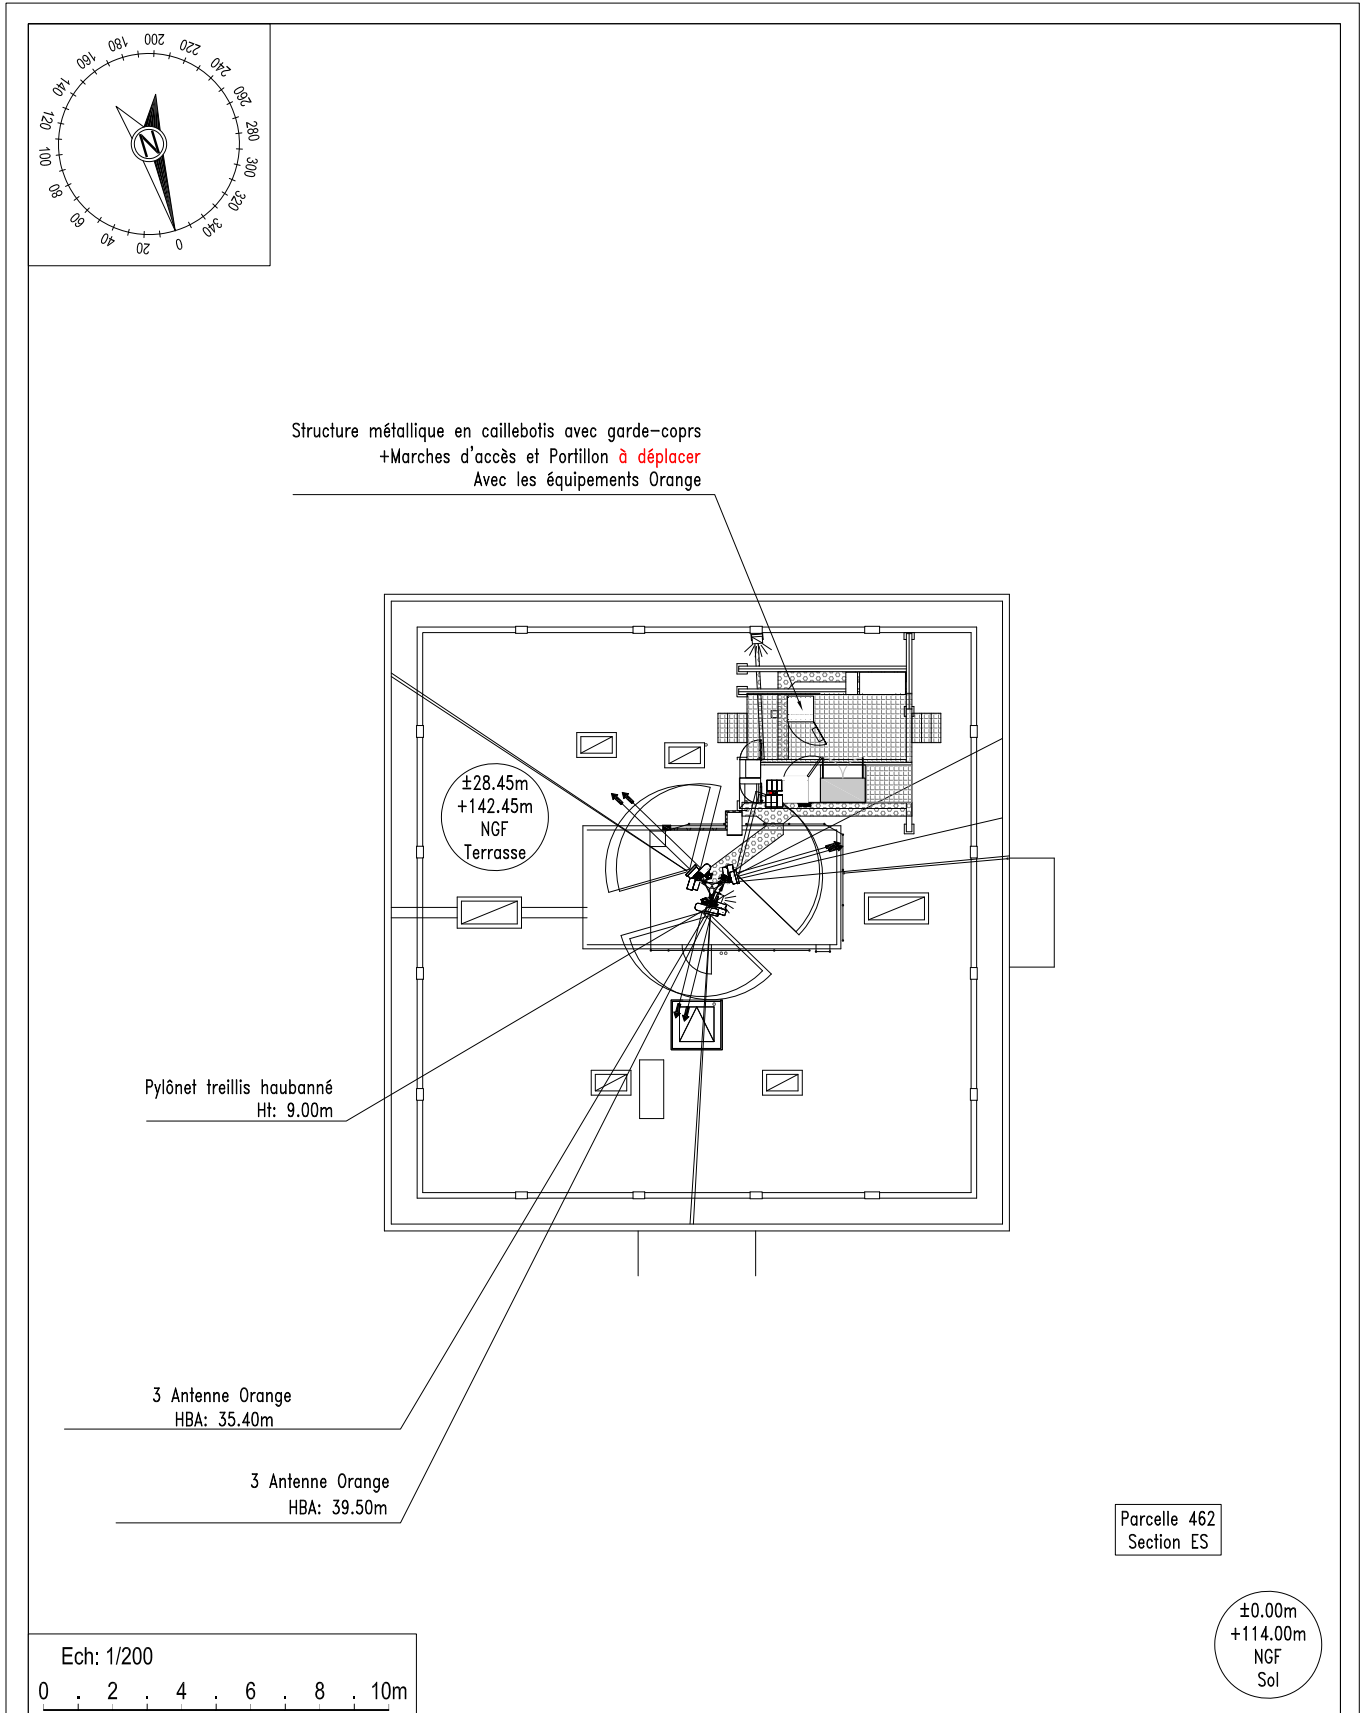 0
20
40
60
80
100
120
140
160
180
200
220
240
260
280
300
320
340
N
Structure métallique en caillebotis avec garde-coprs
+Marches d'accès et Portillon à déplacer
Avec les équipements Orange
±28.45m
+142.45m
NGF
Terrasse
Pylônet treillis haubanné
Ht: 9.00m
3 Antenne Orange
HBA: 35.40m
3 Antenne Orange
HBA: 39.50m
Parcelle 462
Section ES
±0.00m
+114.00m
NGF
Sol
Ech: 1/200
0 . 2 . 4 . 6 . 8 . 10m